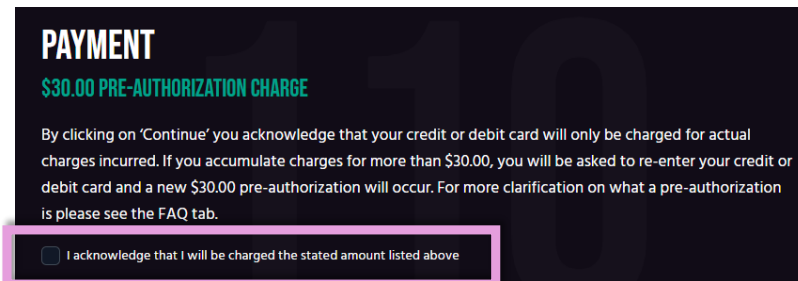 PAYMENT
$30.00 PRE-AUTHORIZATION CHARGE
By clicking on ‘Continue’ you acknowledge that your credit or debit card will only be charged for actual
charges incurred. If you accumulate charges for more than $30.00, you will be asked to re-enter your credit or
debit card and a new $30.00 pre-authorization will occur. For more clarification on what a pre-authorization
is please see the FAQ tab.
I acknowledge that I will be charged the stated amount listed above
110